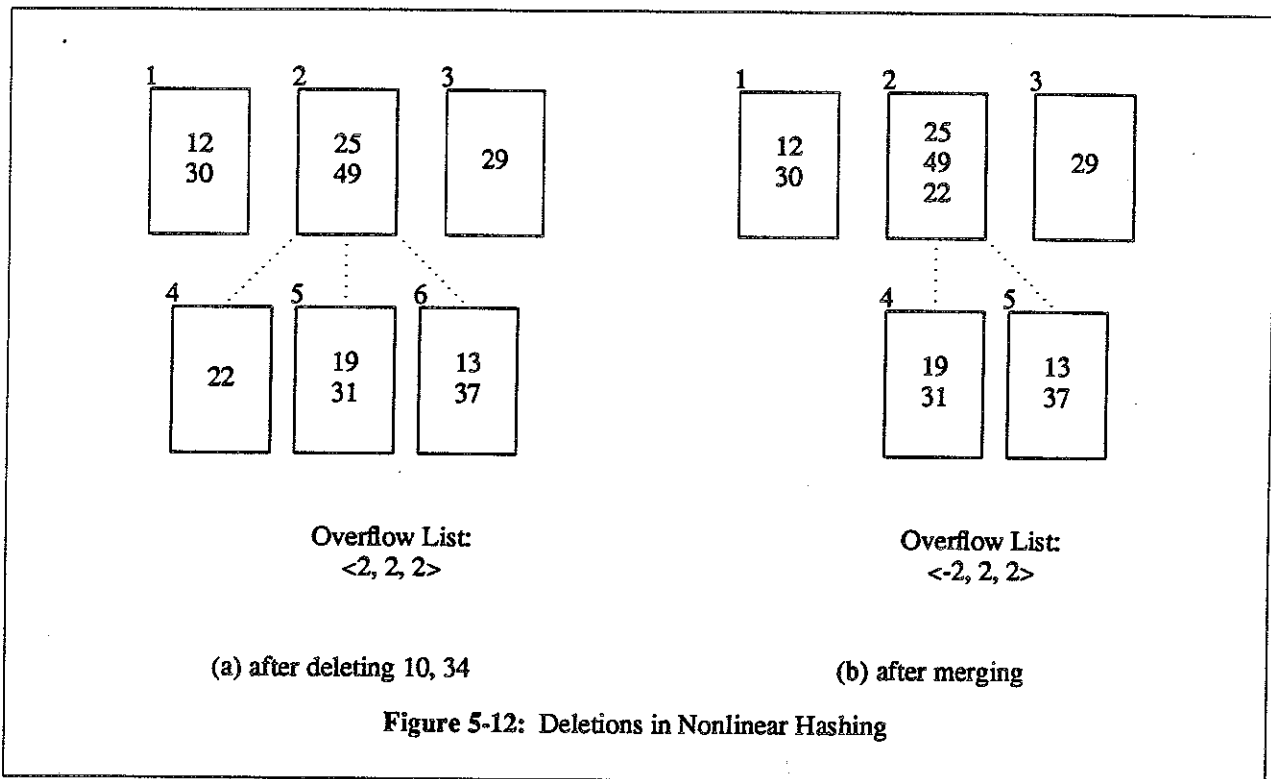 1 2 3
12 25 29
30 49
4 5 6
22 19 13
31 37
Overflow List:
<2, 2, 2>
(a) after deleting 10, 34
1 2 3
12 25 29
30 49
22
4 5
19 13
31 37
Overflow List:
<-2, 2, 2>
(b) after merging
Figure 5-12: Deletions in Nonlinear Hashing